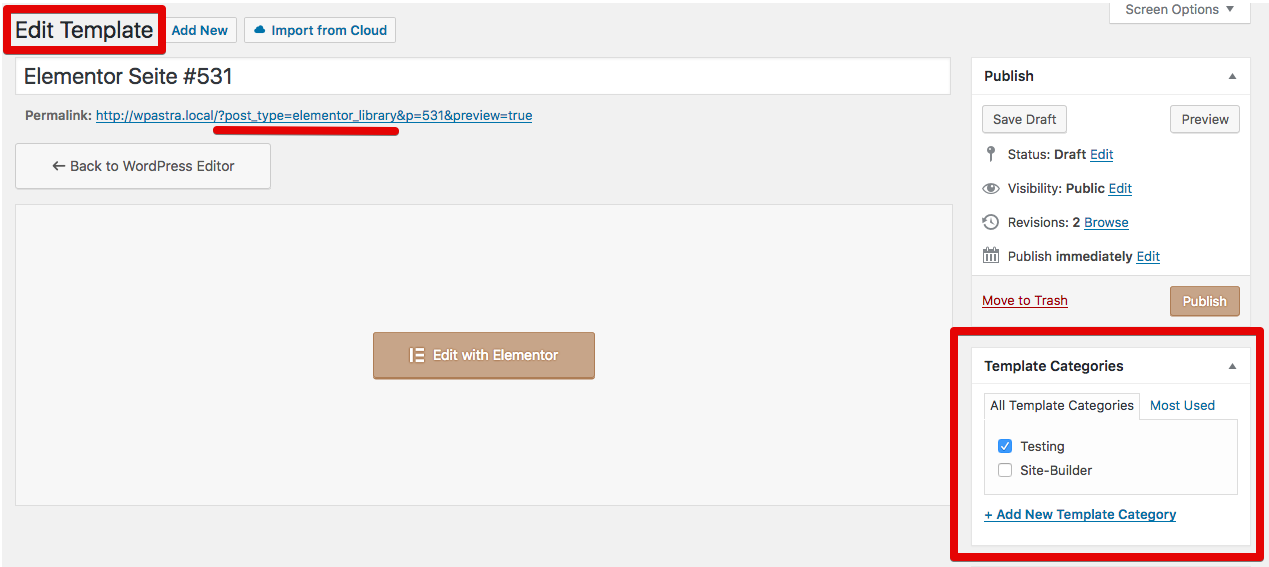 Screen Options
Edit Template Add New Import from Cloud
Elementor Seite #531
Permalink: http://wpastra.local/?post_type=elementor_library&p=531&preview=true
← Back to WordPress Editor
Edit with Elementor
Publish
Save Draft Preview
Status: Draft Edit
Visibility: Public Edit
Revisions: 2 Browse
Publish immediately Edit
Move to Trash Publish
Template Categories
All Template Categories Most Used
Testing
Site-Builder
+ Add New Template Category